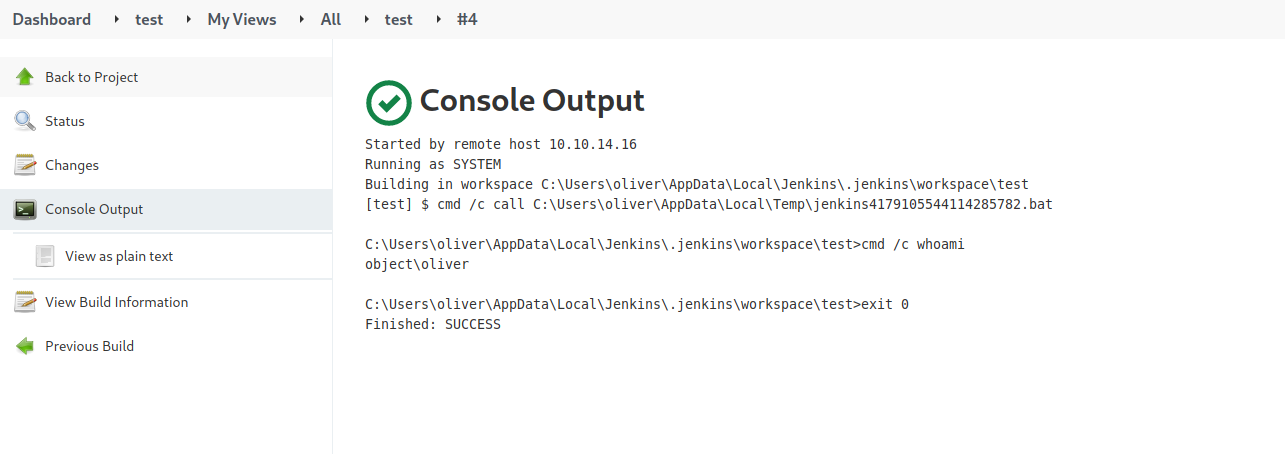 Dashboard test My Views All test #4
Back to Project
Status
Changes
Console Output
View as plain text
View Build Information
Previous Build
Console Output
Started by remote host 10.10.14.16
Running as SYSTEM
Building in workspace C:\Users\oliver\AppData\Local\Jenkins\.jenkins\workspace\test
[test] $ cmd /c call C:\Users\oliver\AppData\Local\Temp\jenkins4179105544114285782.bat
C:\Users\oliver\AppData\Local\Jenkins\.jenkins\workspace\test>cmd /c whoami
object\oliver
C:\Users\oliver\AppData\Local\Jenkins\.jenkins\workspace\test>exit 0
Finished: SUCCESS